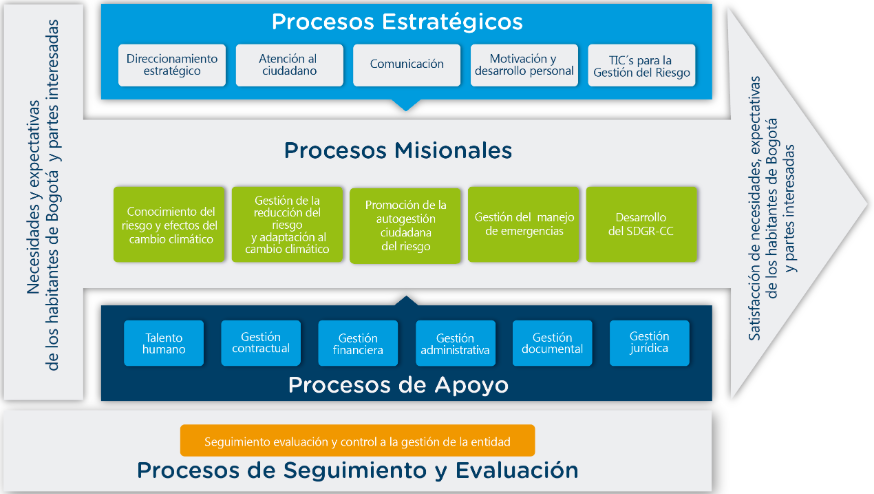 Procesos Estratégicos
Direccionamiento
estratégico
Atención al
ciudadano
Comunicación
Motivación y
desarrollo personal
TIC´s para la
Gestión del Riesgo
Necesidades y expectativas
de los habitantes de Bogotá y partes interesadas
Procesos Misionales
Conocimiento del
riesgo y efectos del
cambio climático
Gestión de la
reducción del
riesgo
y adaptación al
cambio climático
Promoción de la
autogestión
ciudadana
del riesgo
Gestión del manejo
de emergencias
Desarrollo
del SDGR-CC
Satisfacción de necesidades, expectativas
de los habitantes de Bogotá
y partes interesadas
Talento
humano
Gestión
contractual
Gestión
financiera
Gestión
administrativa
Gestión
documental
Gestión
jurídica
Procesos de Apoyo
Seguimiento evaluación y control a la gestión de la entidad
Procesos de Seguimiento y Evaluación